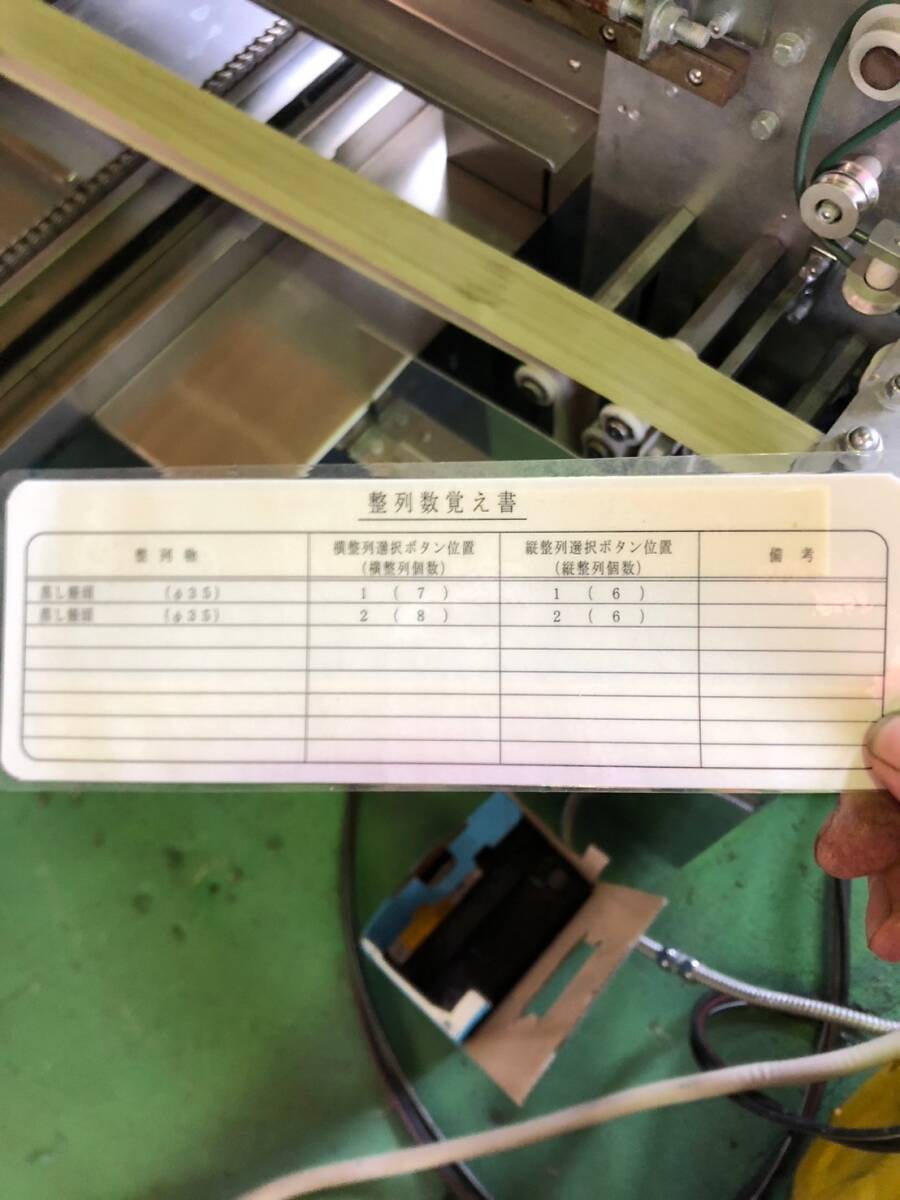 整列数覚え書
整列物 横整列選択ボタン位置 (横整列個数) 縦整列選択ボタン位置 (縦整列個数) 備考
蒸し饅頭 (φ35) 1 ( 7 ) 1 ( 6 )
蒸し饅頭 (φ35) 2 ( 8 ) 2 ( 6 )